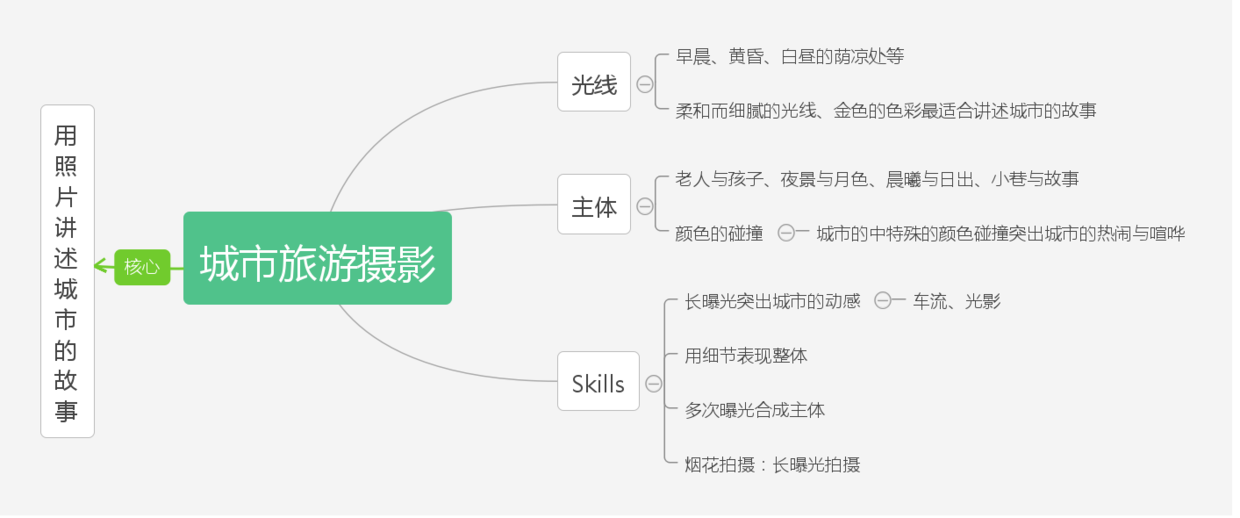 用照片讲述城市的故事
核心
城市旅游摄影
光线
早晨、黄昏、白昼的荫凉处等
柔和而细腻的光线、金色的色彩最适合讲述城市的故事
主体
老人与孩子、夜景与月色、晨曦与日出、小巷与故事
颜色的碰撞
城市的中特殊的颜色碰撞突出城市的热闹与喧哗
Skills
长曝光突出城市的动感
车流、光影
用细节表现整体
多次曝光合成主体
烟花拍摄：长曝光拍摄